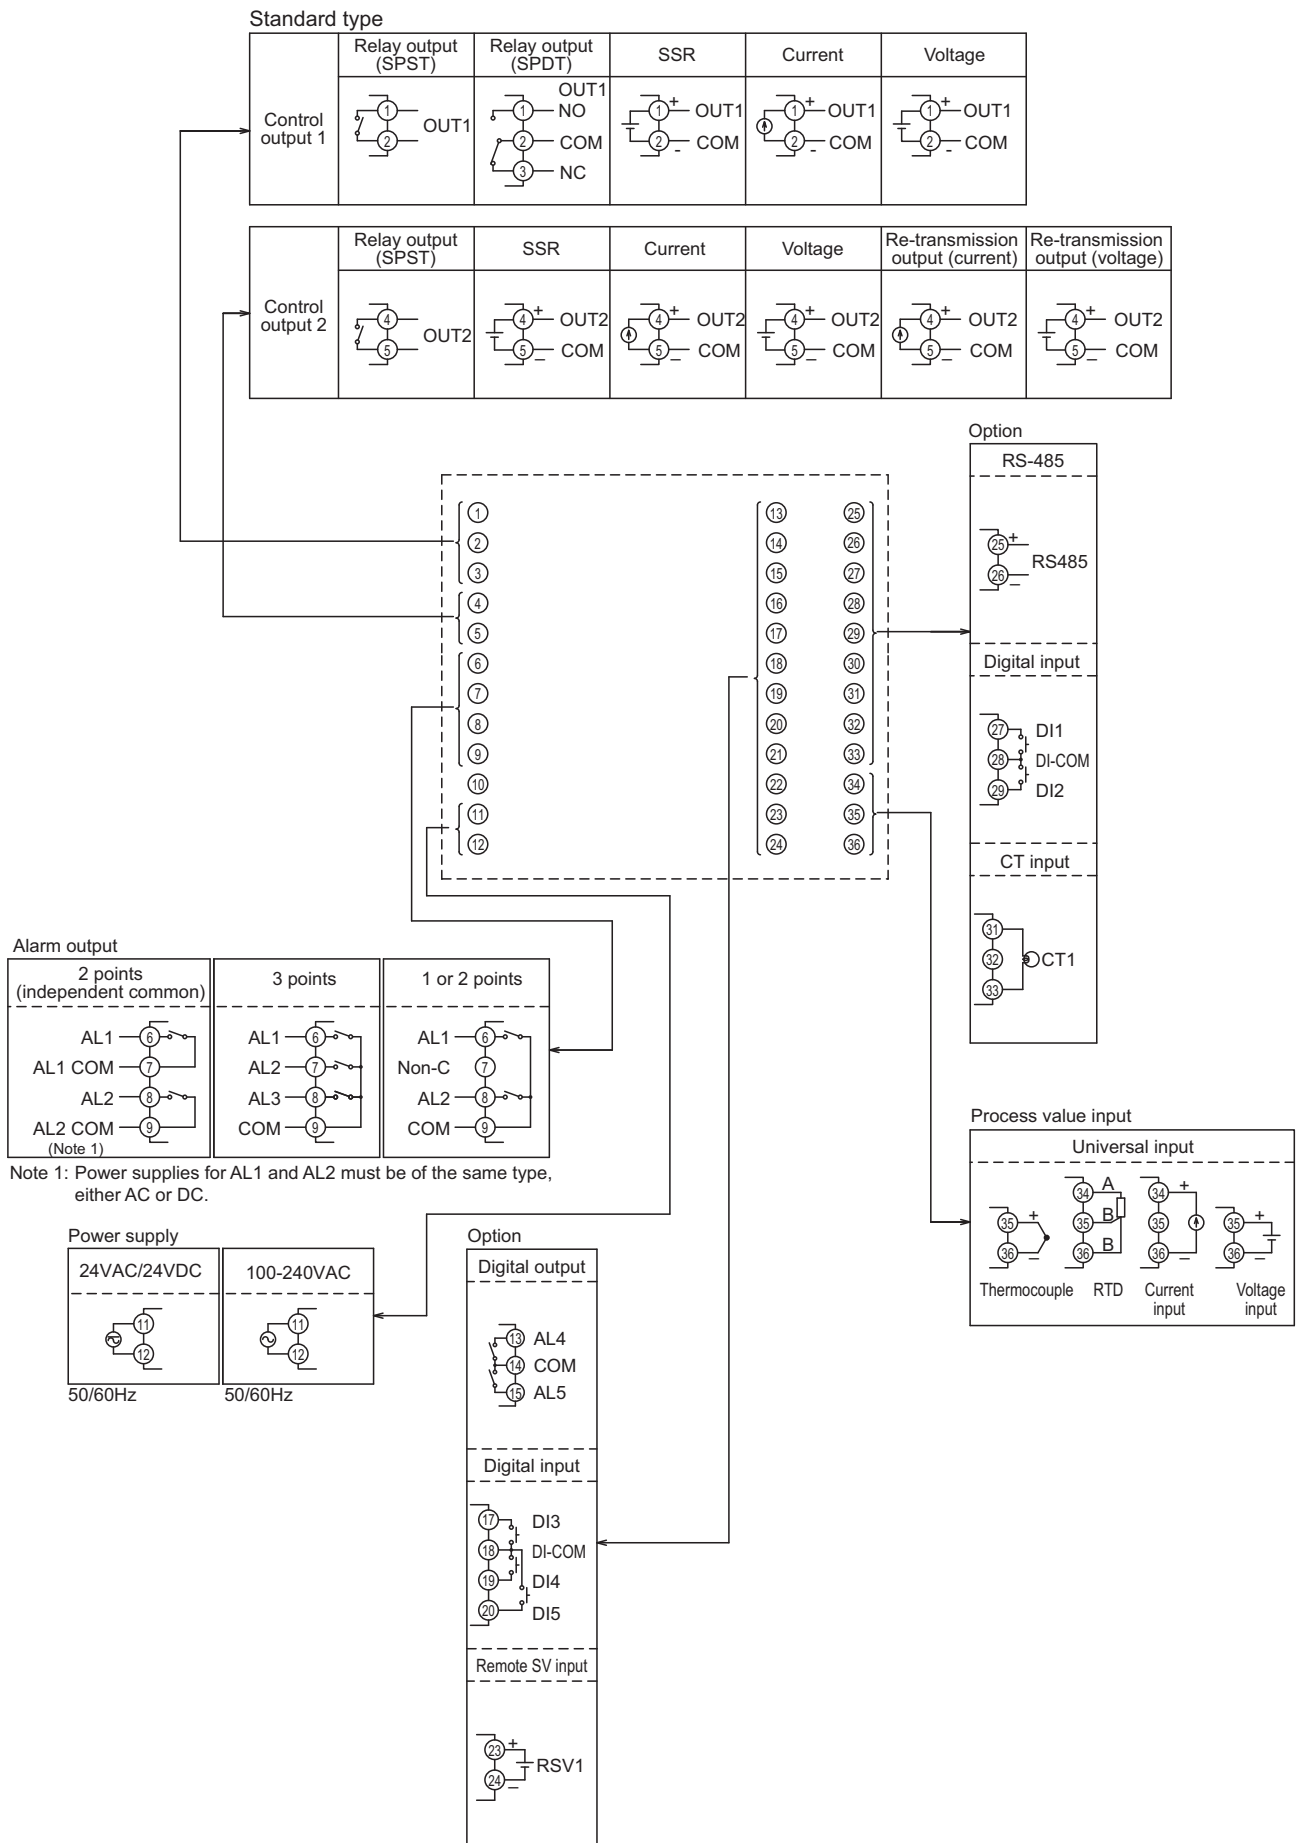 Standard type
Control output 1
Relay output (SPST)
Relay output (SPDT)
SSR
Current
Voltage
1
2
OUT1
OUT1
1 NO
2 COM
3 NC
1 + OUT1
2 - COM
1 + OUT1
2 - COM
1 + OUT1
2 - COM
Control output 2
Relay output (SPST)
SSR
Current
Voltage
Re-transmission output (current)
Re-transmission output (voltage)
4
5
OUT2
4 + OUT2
5 – COM
4 + OUT2
5 – COM
4 + OUT2
5 – COM
4 + OUT2
5 – COM
4 + OUT2
5 – COM
1 13 25
2 14 26
3 15 27
4 16 28
5 17 29
6 18 30
7 19 31
8 20 32
9 21 33
10 22 34
11 23 35
12 24 36
Option
RS-485
25 +
26 –
RS485
Digital input
27 DI1
28 DI-COM
29 DI2
CT input
31
32 CT1
33
Alarm output
2 points
(independent common)
AL1 6
AL1 COM 7
AL2 8
AL2 COM 9
(Note 1)
3 points
AL1 6
AL2 7
AL3 8
COM 9
1 or 2 points
AL1 6
Non-C 7
AL2 8
COM 9
Note 1: Power supplies for AL1 and AL2 must be of the same type,
either AC or DC.
Process value input
Universal input
35 +
36 –
Thermocouple
34 A
35 B
36 B
RTD
34 +
35
36 –
Current
input
35 +
36 –
Voltage
input
Power supply
24VAC/24VDC
11
12
50/60Hz
100-240VAC
11
12
50/60Hz
Option
Digital output
13 AL4
14 COM
15 AL5
Digital input
17 DI3
18 DI-COM
19 DI4
20 DI5
Remote SV input
23 +
24 –
RSV1